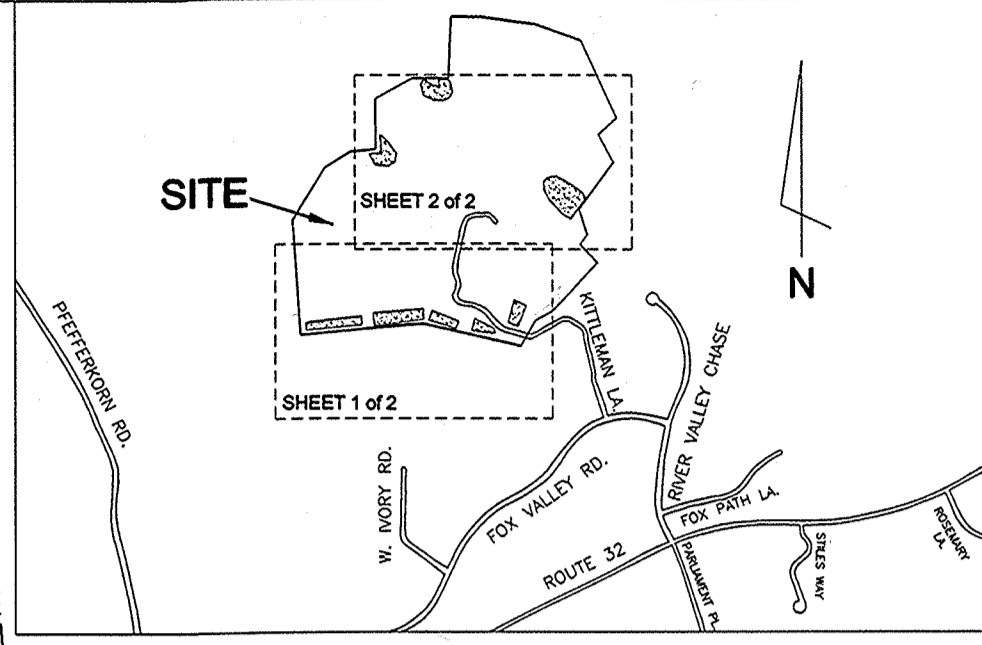 SITE
SHEET 2 of 2
N
SHEET 1 of 2
PFEFFERKORN RD.
KITTLEMAN LA.
RIVER VALLEY CHASE
W. IVORY RD.
FOX VALLEY RD.
FOX PATH LA.
ROUTE 32
PARLIAMENT PL.
STILES WAY
ROSEMARY
LA.